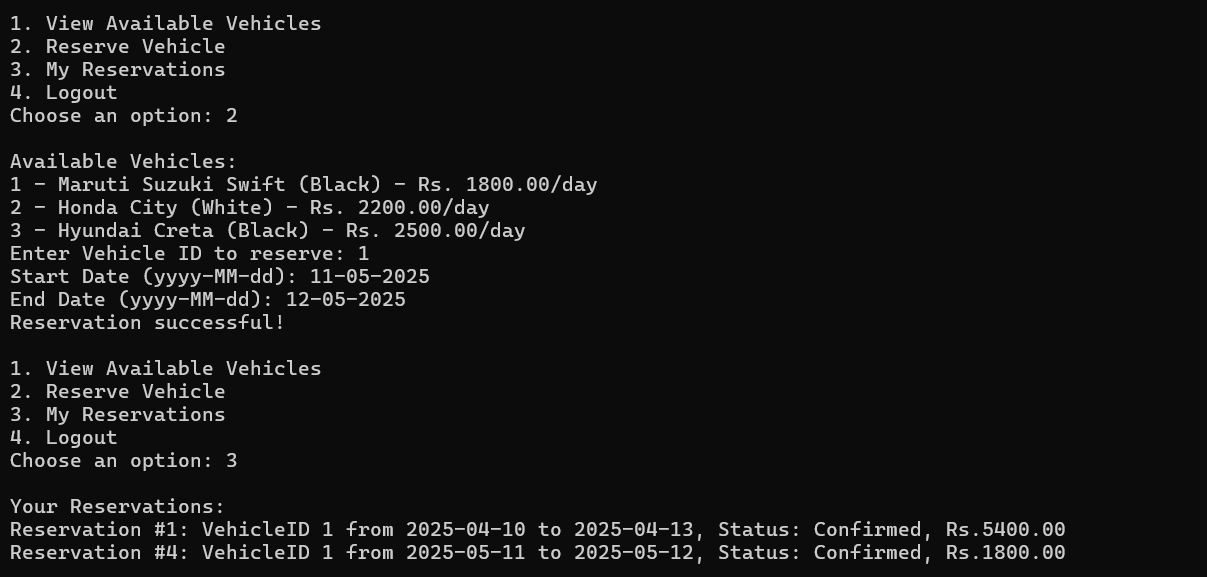 1. View Available Vehicles
2. Reserve Vehicle
3. My Reservations
4. Logout
Choose an option: 2
Available Vehicles:
1 - Maruti Suzuki Swift (Black) - Rs. 1800.00/day
2 - Honda City (White) - Rs. 2200.00/day
3 - Hyundai Creta (Black) - Rs. 2500.00/day
Enter Vehicle ID to reserve: 1
Start Date (yyyy-MM-dd): 11-05-2025
End Date (yyyy-MM-dd): 12-05-2025
Reservation successful!
1. View Available Vehicles
2. Reserve Vehicle
3. My Reservations
4. Logout
Choose an option: 3
Your Reservations:
Reservation #1: VehicleID 1 from 2025-04-10 to 2025-04-13, Status: Confirmed, Rs.5400.00
Reservation #4: VehicleID 1 from 2025-05-11 to 2025-05-12, Status: Confirmed, Rs.1800.00